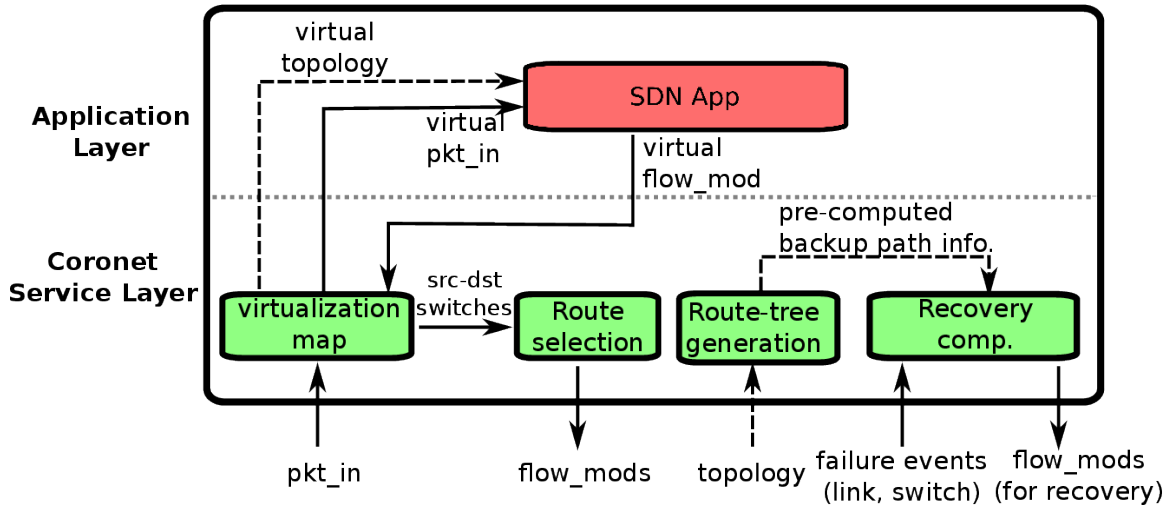 virtual
topology
SDN App
Application
Layer
virtual
pkt_in
virtual
flow_mod
pre-computed
backup path info.
Coronet
Service Layer
src-dst
switches
virtualization
map
Route
selection
Route-tree
generation
Recovery
comp.
pkt_in
flow_mods
topology
failure events
(link, switch)
flow_mods
(for recovery)